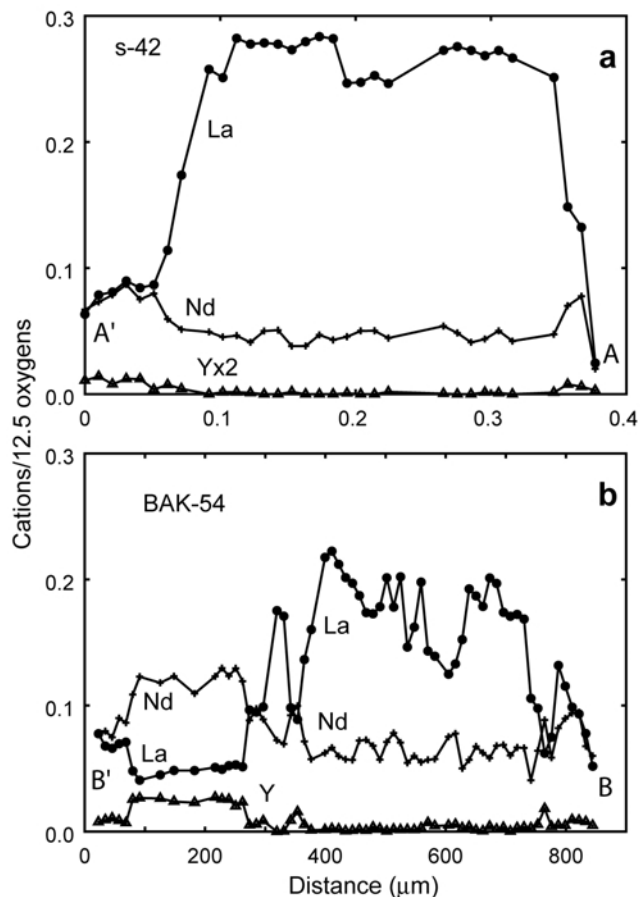 0.3
s-42
a
La
0.2
0.1
Nd
A'
A
Yx2
0.0
0
0.1
0.2
0.3
0.4
Cations/12.5 oxygens
0.3
BAK-54
b
0.2
La
Nd
Nd
0.1
La
B'
Y
B
0.0
0
200
400
600
800
Distance (μm)